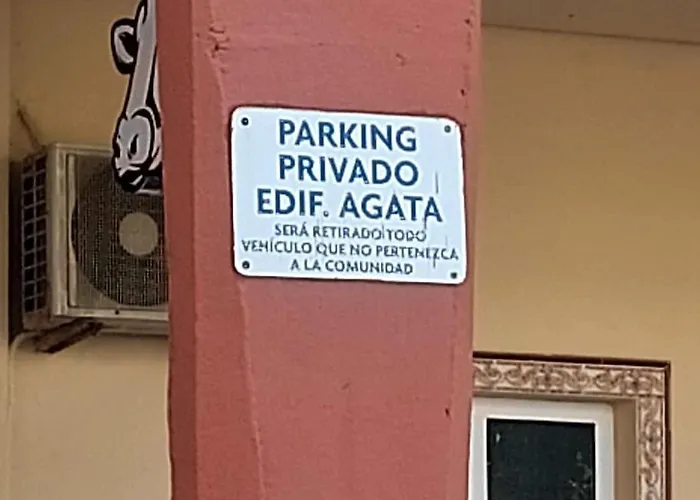 PARKING
PRIVADO
EDIF. AGATA
SERÁ RETIRADO TODO
VEHÍCULO QUE NO PERTENEZCA
A LA COMUNIDAD